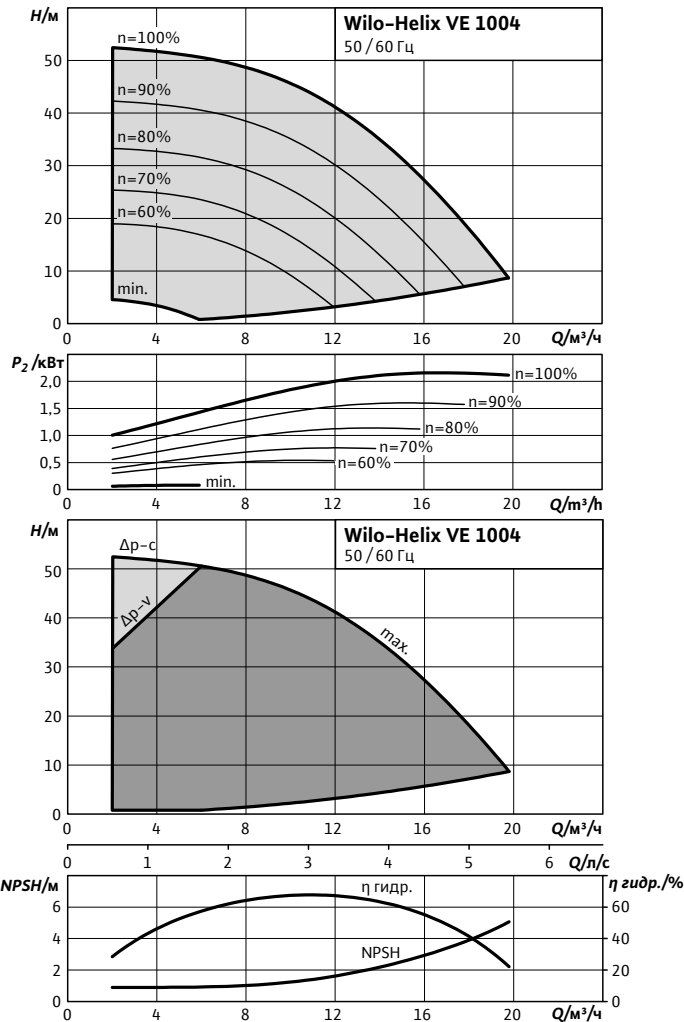 H/м
Wilo-Helix VE 1004
50 / 60 Гц
n=100%
50
n=90%
40
n=80%
30
n=70%
20
n=60%
10
min.
0
0 4 8 12 16 20 Q/м³/ч
P₂ /кВт
2,0
n=100%
1,5
n=90%
1,0
n=80%
n=70%
0,5
n=60%
min.
0
0 4 8 12 16 20 Q/m³/h
H/м
Wilo-Helix VE 1004
50 / 60 Гц
Δp-c
50
Δp-v
40
max.
30
20
10
0
0 4 8 12 16 20 Q/м³/ч
0 1 2 3 4 5 6 Q/л/с
NPSH/м
η гидр./%
η гидр.
6 60
4 40
NPSH
2 20
0 0
0 4 8 12 16 20 Q/м³/ч